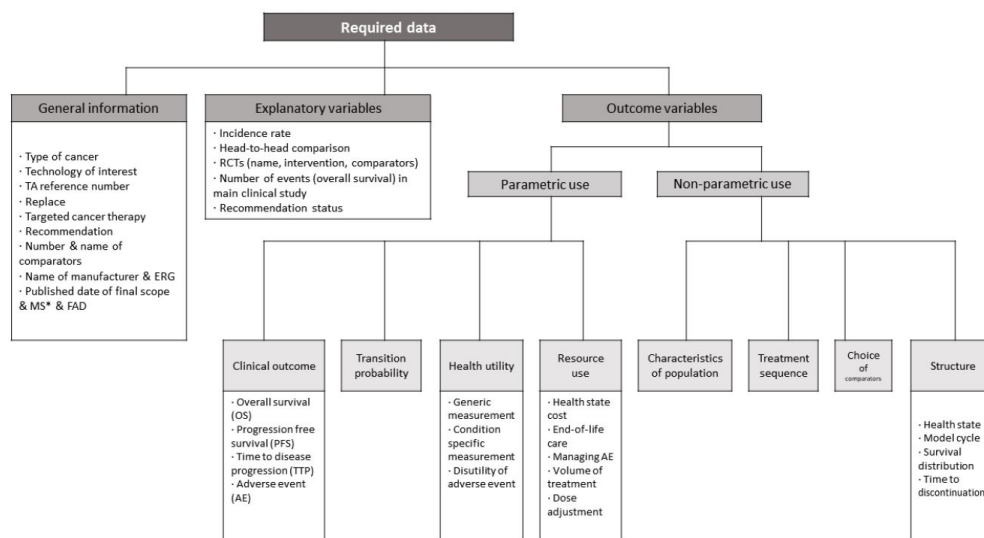 Required data
General information
Explanatory variables
Outcome variables
· Type of cancer
· Technology of interest
· TA reference number
· Replace
· Targeted cancer therapy
· Recommendation
· Number & name of
comparators
· Name of manufacturer & ERG
· Published date of final scope
& MS* & FAD
· Incidence rate
· Head-to-head comparison
· RCTs (name, intervention, comparators)
· Number of events (overall survival) in
main clinical study
· Recommendation status
Parametric use
Non-parametric use
Clinical outcome
· Overall survival
(OS)
· Progression free
survival (PFS)
· Time to disease
progression (TTP)
· Adverse event
(AE)
Transition
probability
Health utility
· Generic
measurement
· Condition
specific
measurement
· Disutility of
adverse event
Resource
use
· Health state
cost
· End-of-life
care
· Managing AE
· Volume of
treatment
· Dose
adjustment
Characteristics
of population
Treatment
sequence
Choice
of
comparators
Structure
· Health state
· Model cycle
· Survival
distribution
· Time to
discontinuation